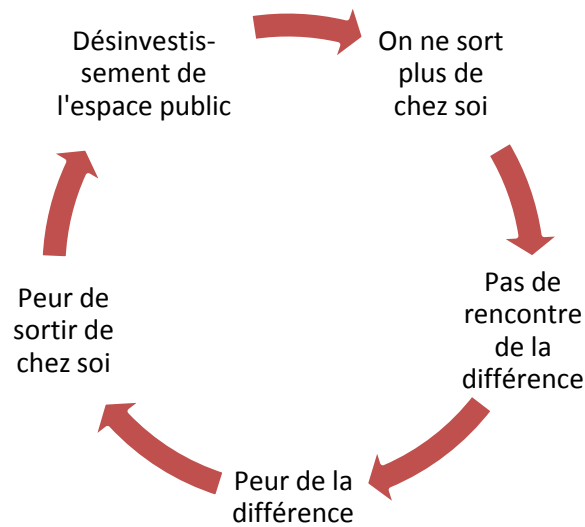 Désinvestis-
sement de
l'espace public
On ne sort
plus de
chez soi
Pas de
rencontre
de la
différence
Peur de la
différence
Peur de
sortir de
chez soi